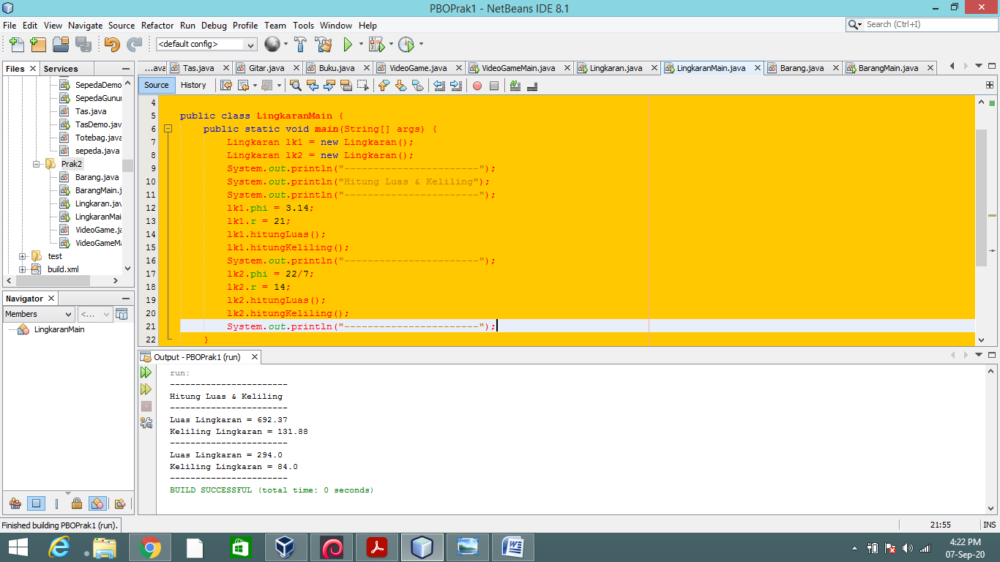 PBOPrak1 - NetBeans IDE 8.1
File Edit View Navigate Source Refactor Run Debug Profile Team Tools Window Help
Search (Ctrl+I)
<default config>
Files Services
...ava Tas.java Gitar.java Buku.java VideoGame.java VideoGameMain.java Lingkaran.java LingkaranMain.java Barang.java BarangMain.java
Source History
SepedaDemo
SepedaGunur
Tas.java
TasDemo.jav
Totebag.java
sepeda.java
Prak2
Barang.java
BarangMain.j
Lingkaran.jav
LingkaranMai
VideoGame.ja
VideoGameMa
test
build.xml
Navigator
Members <...
LingkaranMain
4
5 public class LingkaranMain {
6 public static void main(String[] args) {
7 Lingkaran lk1 = new Lingkaran();
8 Lingkaran lk2 = new Lingkaran();
9 System.out.println("-----------------------");
10 System.out.println("Hitung Luas & Keliling");
11 System.out.println("-----------------------");
12 lk1.phi = 3.14;
13 lk1.r = 21;
14 lk1.hitungLuas();
15 lk1.hitungKeliling();
16 System.out.println("-----------------------");
17 lk2.phi = 22/7;
18 lk2.r = 14;
19 lk2.hitungLuas();
20 lk2.hitungKeliling();
21 System.out.println("-----------------------");
22 }
Output - PBOPrak1 (run)
run:
-----------------------
Hitung Luas & Keliling
-----------------------
Luas Lingkaran = 692.37
Keliling Lingkaran = 131.88
-----------------------
Luas Lingkaran = 294.0
Keliling Lingkaran = 84.0
-----------------------
BUILD SUCCESSFUL (total time: 0 seconds)
Finished building PBOPrak1 (run).
21:55 INS
4:22 PM
07-Sep-20